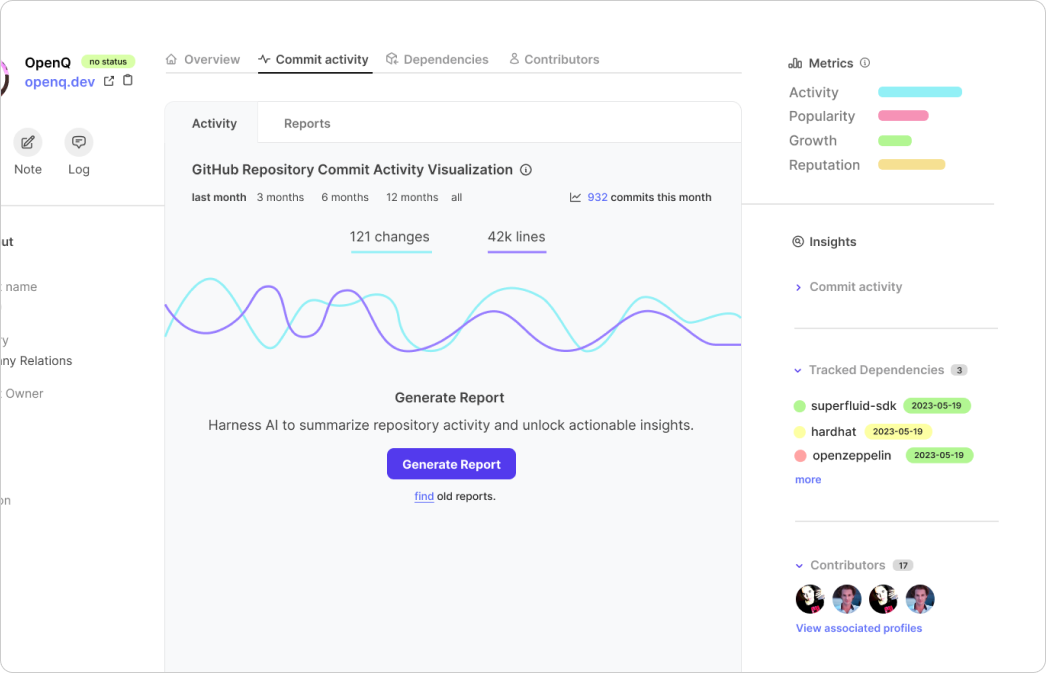 OpenQ no status
openq.dev
Note Log
ut
name
ny Relations
Owner
on
Overview Commit activity Dependencies Contributors
Activity Reports
GitHub Repository Commit Activity Visualization
last month 3 months 6 months 12 months all 932 commits this month
121 changes 42k lines
Generate Report
Harness AI to summarize repository activity and unlock actionable insights.
Generate Report
find old reports.
Metrics
Activity
Popularity
Growth
Reputation
Insights
Commit activity
Tracked Dependencies 3
superfluid-sdk 2023-05-19
hardhat 2023-05-19
openzeppelin 2023-05-19
more
Contributors 17
View associated profiles